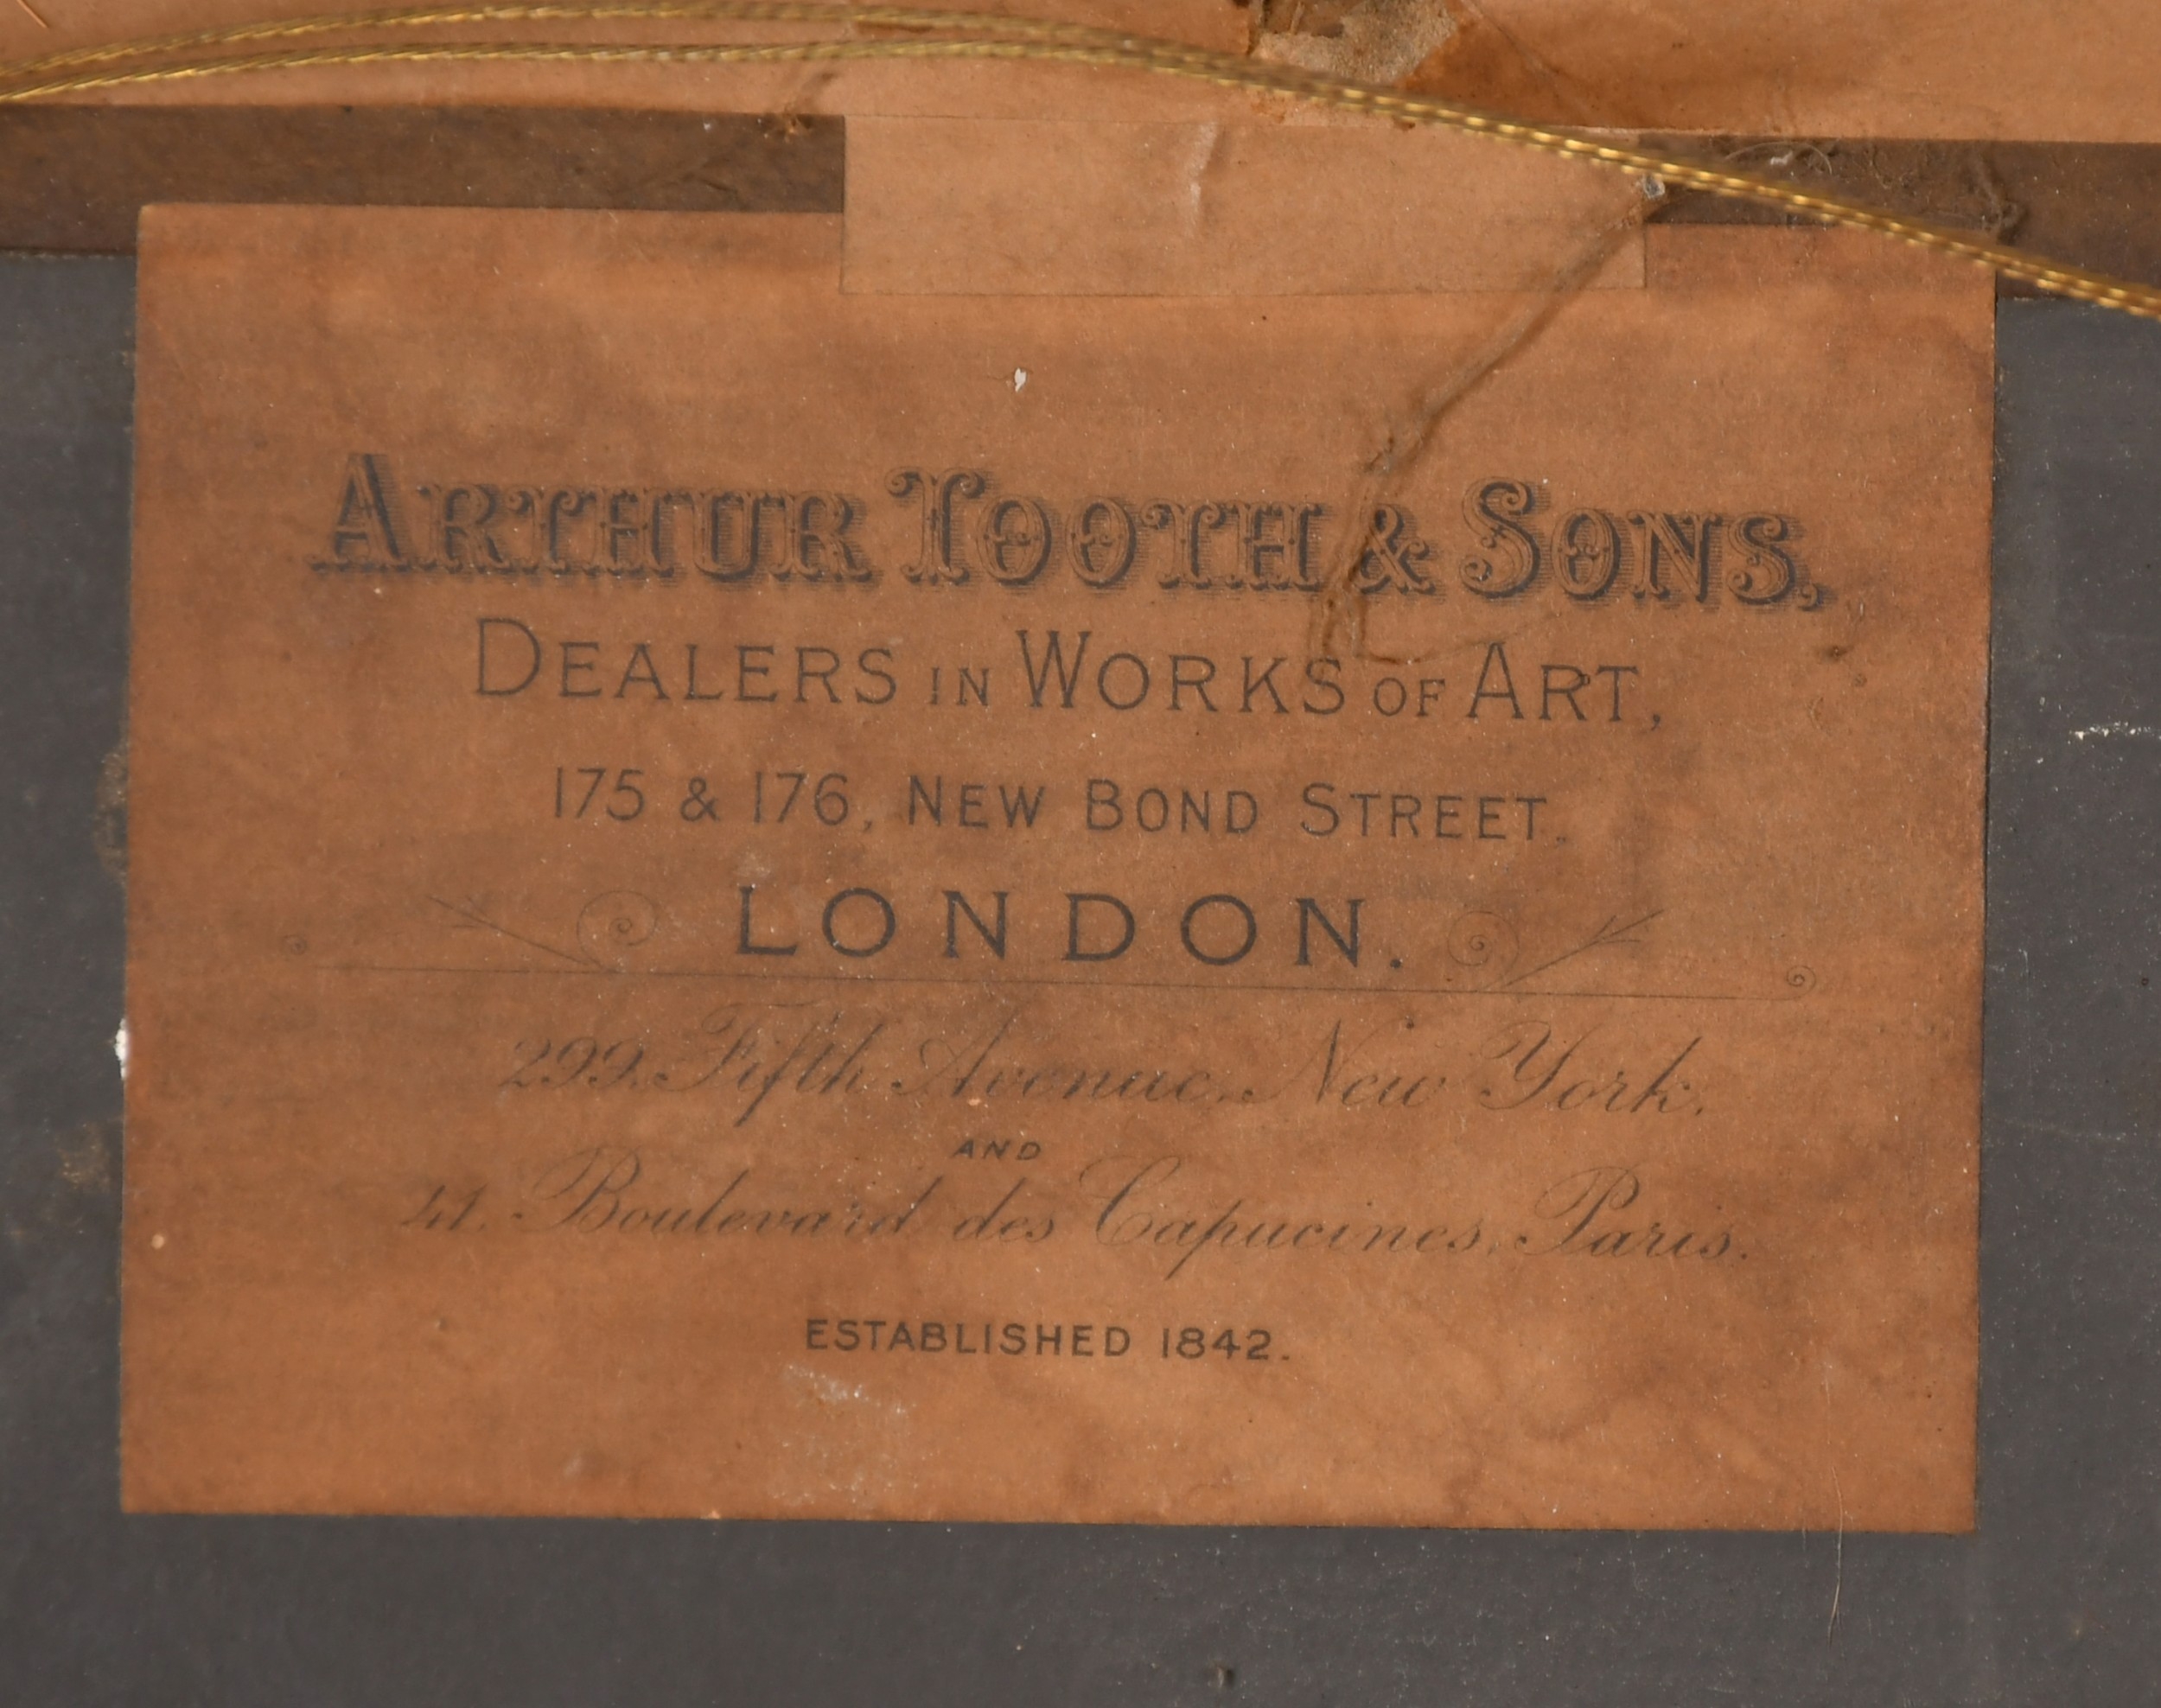 ARTHUR TOOTH & SONS,
DEALERS IN WORKS OF ART,
175 & 176, NEW BOND STREET.
LONDON.
299, Fifth Avenue, New York.
AND
41, Boulevard des Capucines, Paris.
ESTABLISHED 1842.